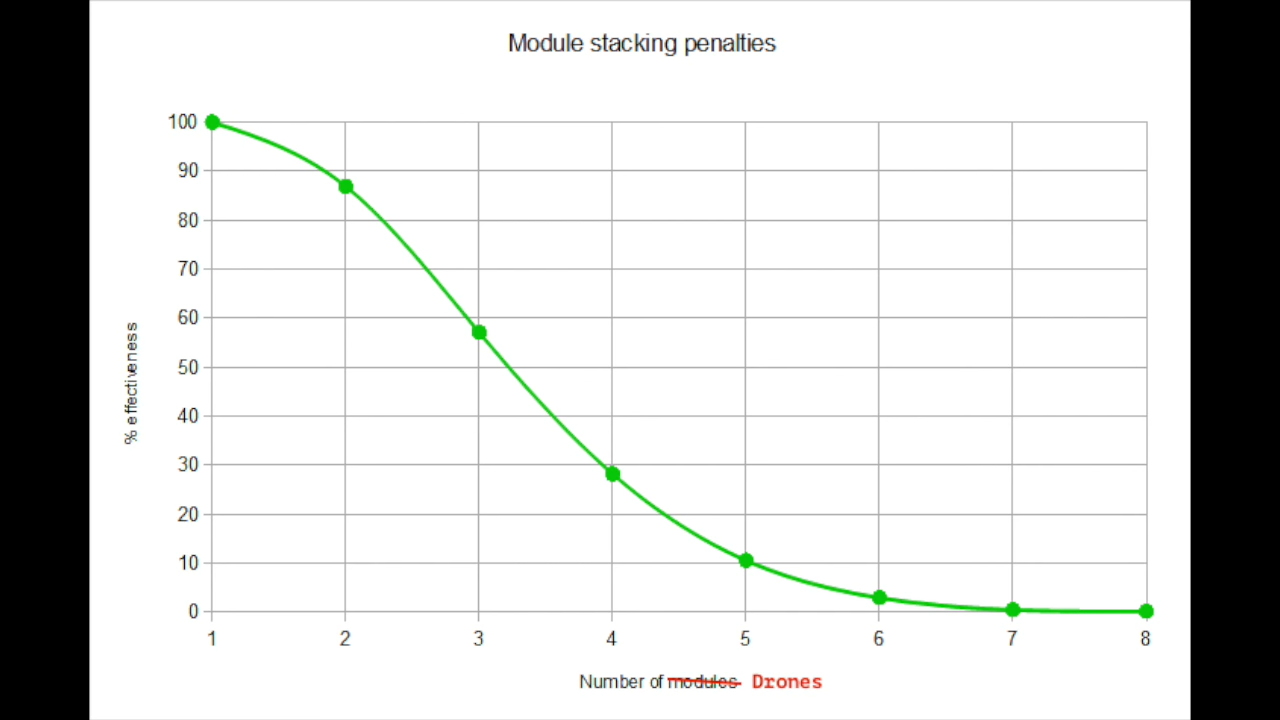 Module stacking penalties
100
90
80
70
60
50
40
30
20
10
0
% effectiveness
1 2 3 4 5 6 7 8
Number of modules Drones